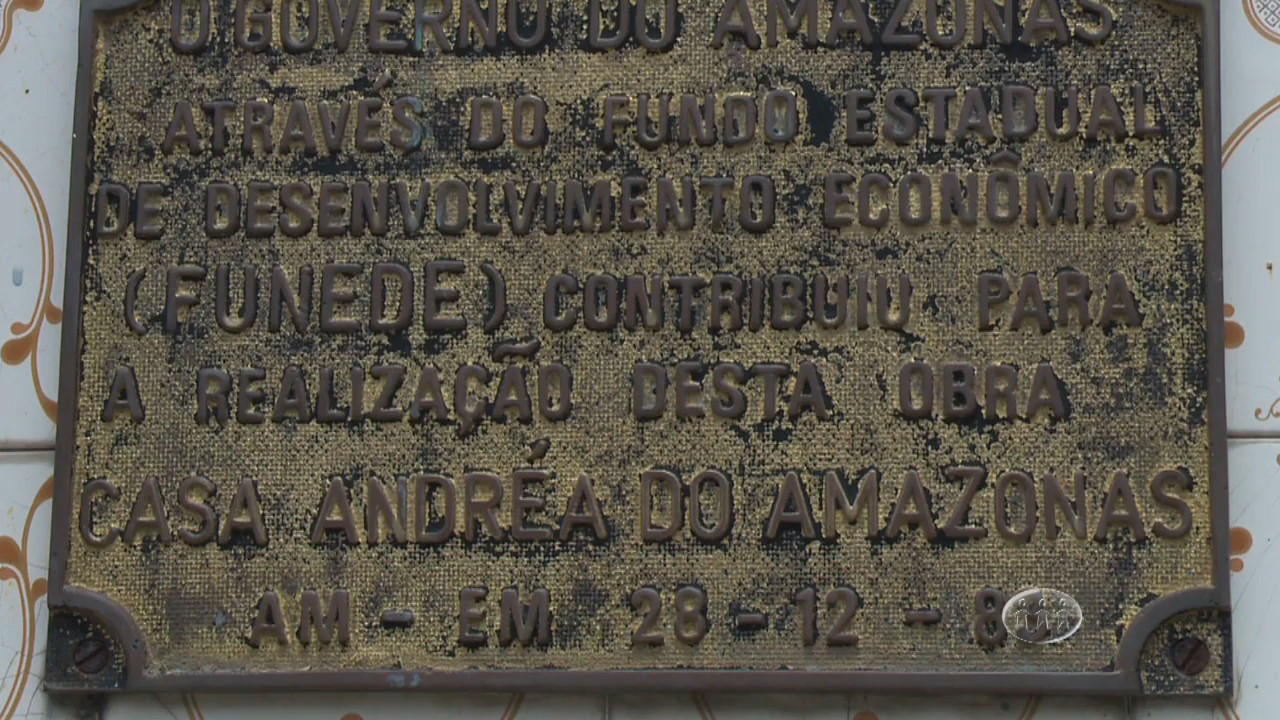 O GOVERNO DO AMAZONAS
ATRAVÉS DO FUNDO ESTADUAL
DE DESENVOLVIMENTO ECONÔMICO
(FUNEDE) CONTRIBUIU PARA
A REALIZAÇÃO DESTA OBRA
CASA ANDRÉA DO AMAZONAS
AM - EM 28 - 12 -